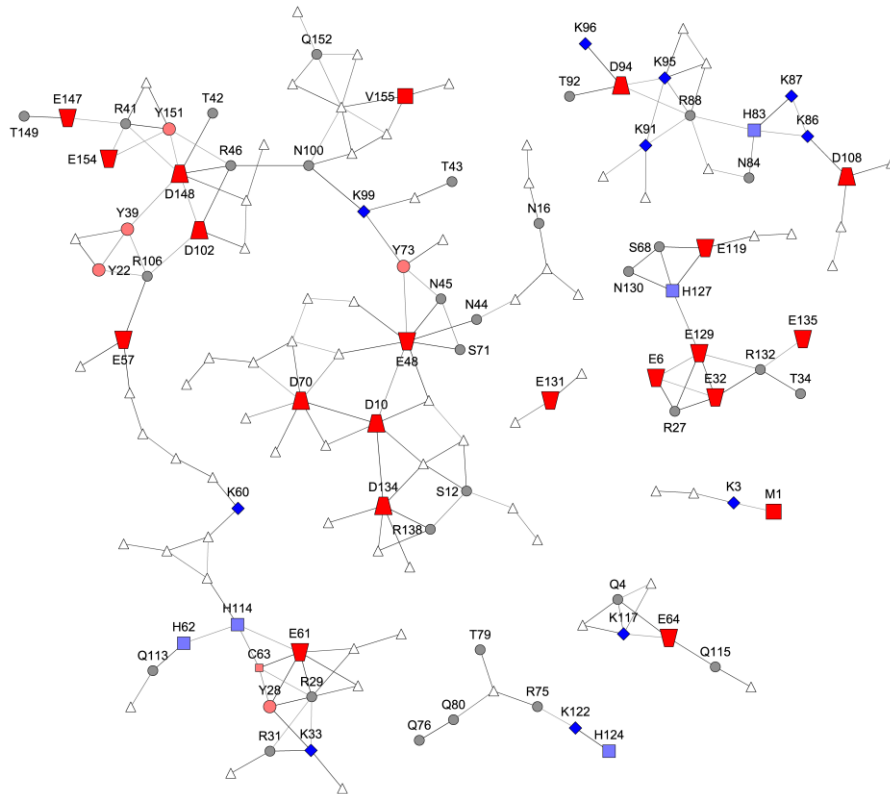 K96
Q152
D94
K95
K87
V155
T92
R88
H83
K86
E147
R41
Y151
T42
T149
E154
R46
N100
T43
N84
D108
D148
K99
Y39
D102
N16
Y73
S68
E119
Y22
R106
N45
N44
N130
H127
E57
E48
S71
E129
E135
R132
D70
D10
E131
E6
E32
T34
R27
D134
S12
K60
R138
K3
M1
H114
H62
E61
Q4
K117
E64
Q113
C63
T79
Q115
Y28
R29
Q80
R75
K122
Q76
H124
R31
K33